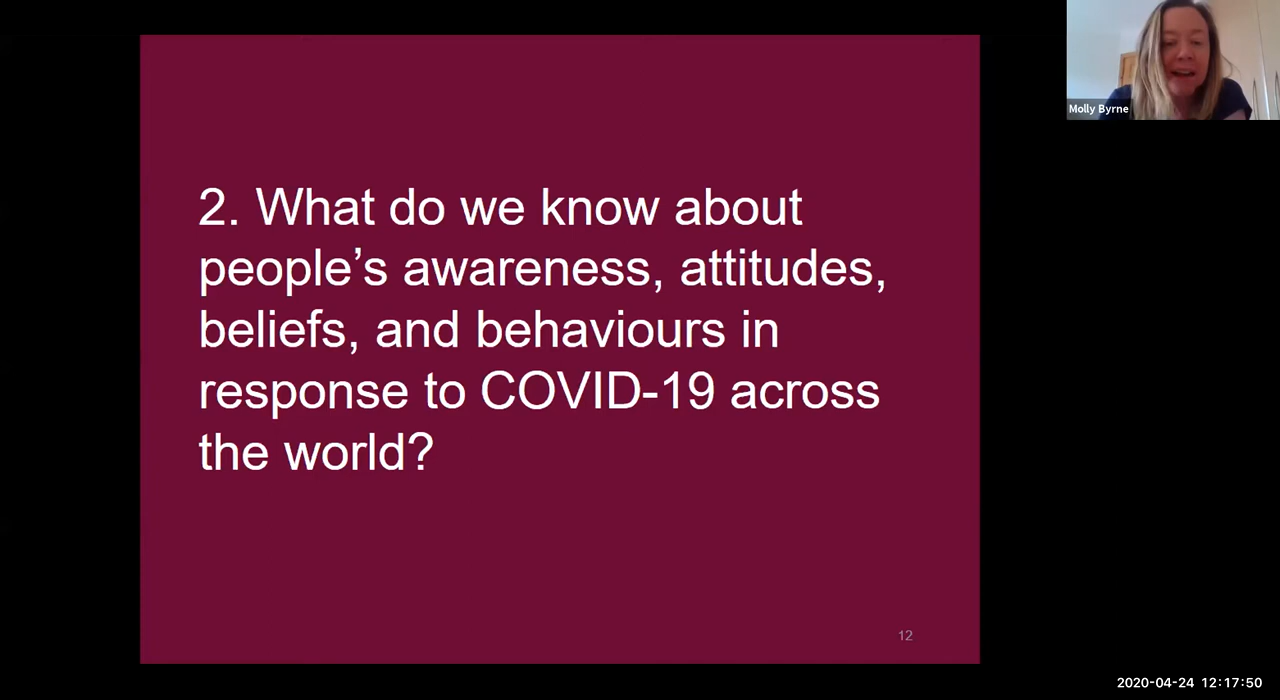 Molly Byrne
2. What do we know about
people’s awareness, attitudes,
beliefs, and behaviours in
response to COVID-19 across
the world?
12
2020-04-24 12:17:50